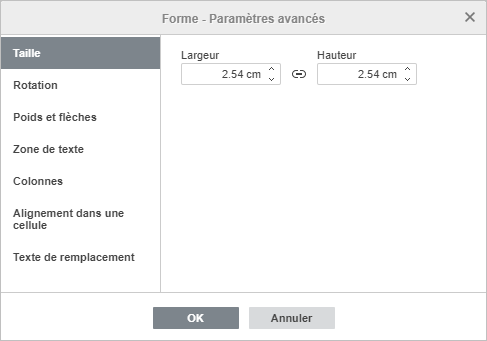 Forme - Paramètres avancés
Taille
Rotation
Poids et flèches
Zone de texte
Colonnes
Alignement dans une
cellule
Texte de remplacement
Largeur
Hauteur
2.54 cm
2.54 cm
OK
Annuler